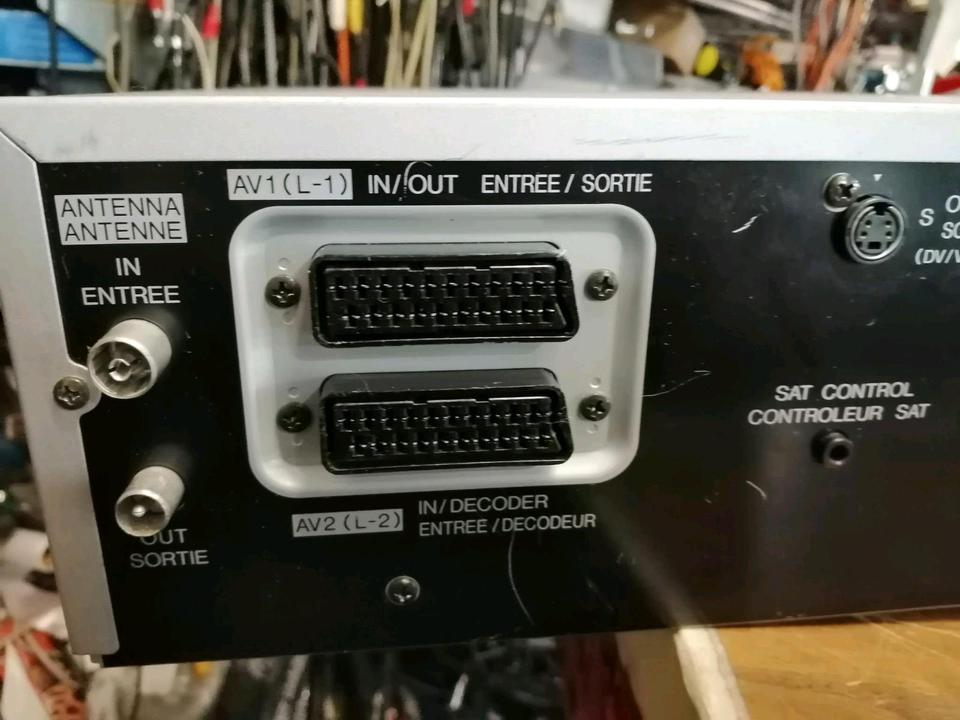 AV1(L-1) IN/OUT ENTREE / SORTIE
ANTENNA
ANTENNE
IN
ENTREE
S
(DV/V
SAT CONTROL
CONTROLEUR SAT
AV2 (L-2)
IN/DECODER
ENTREE / DECODEUR
OUT
SORTIE